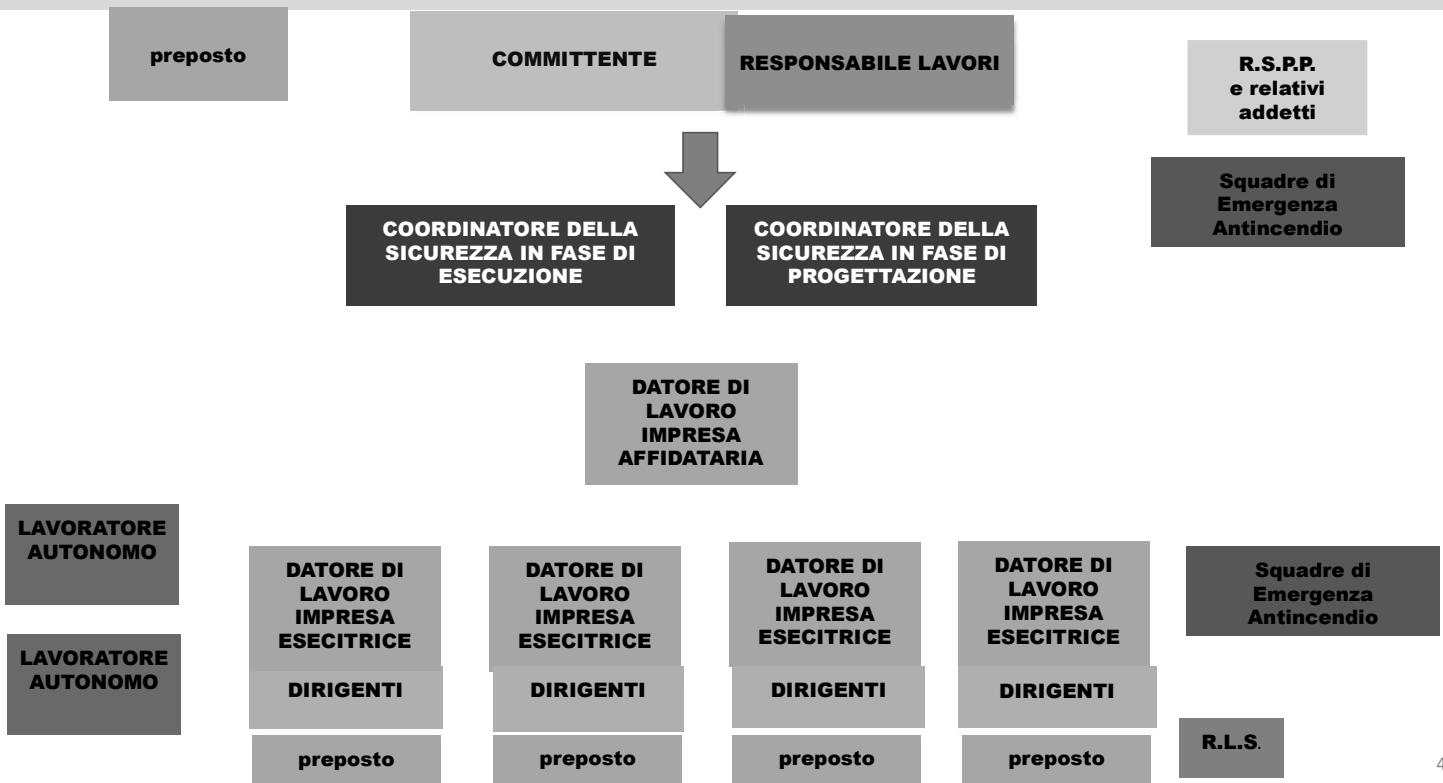 preposto
COMMITTENTE
RESPONSABILE LAVORI
R.S.P.P.
e relativi
addetti
Squadre di
Emergenza
Antincendio
COORDINATORE DELLA
SICUREZZA IN FASE DI
ESECUZIONE
COORDINATORE DELLA
SICUREZZA IN FASE DI
PROGETTAZIONE
DATORE DI
LAVORO
IMPRESA
AFFIDATARIA
LAVORATORE
AUTONOMO
LAVORATORE
AUTONOMO
DATORE DI
LAVORO
IMPRESA
ESECITRICE
DIRIGENTI
preposto
DATORE DI
LAVORO
IMPRESA
ESECITRICE
DIRIGENTI
preposto
DATORE DI
LAVORO
IMPRESA
ESECITRICE
DIRIGENTI
preposto
DATORE DI
LAVORO
IMPRESA
ESECITRICE
DIRIGENTI
preposto
Squadre di
Emergenza
Antincendio
R.L.S.
4